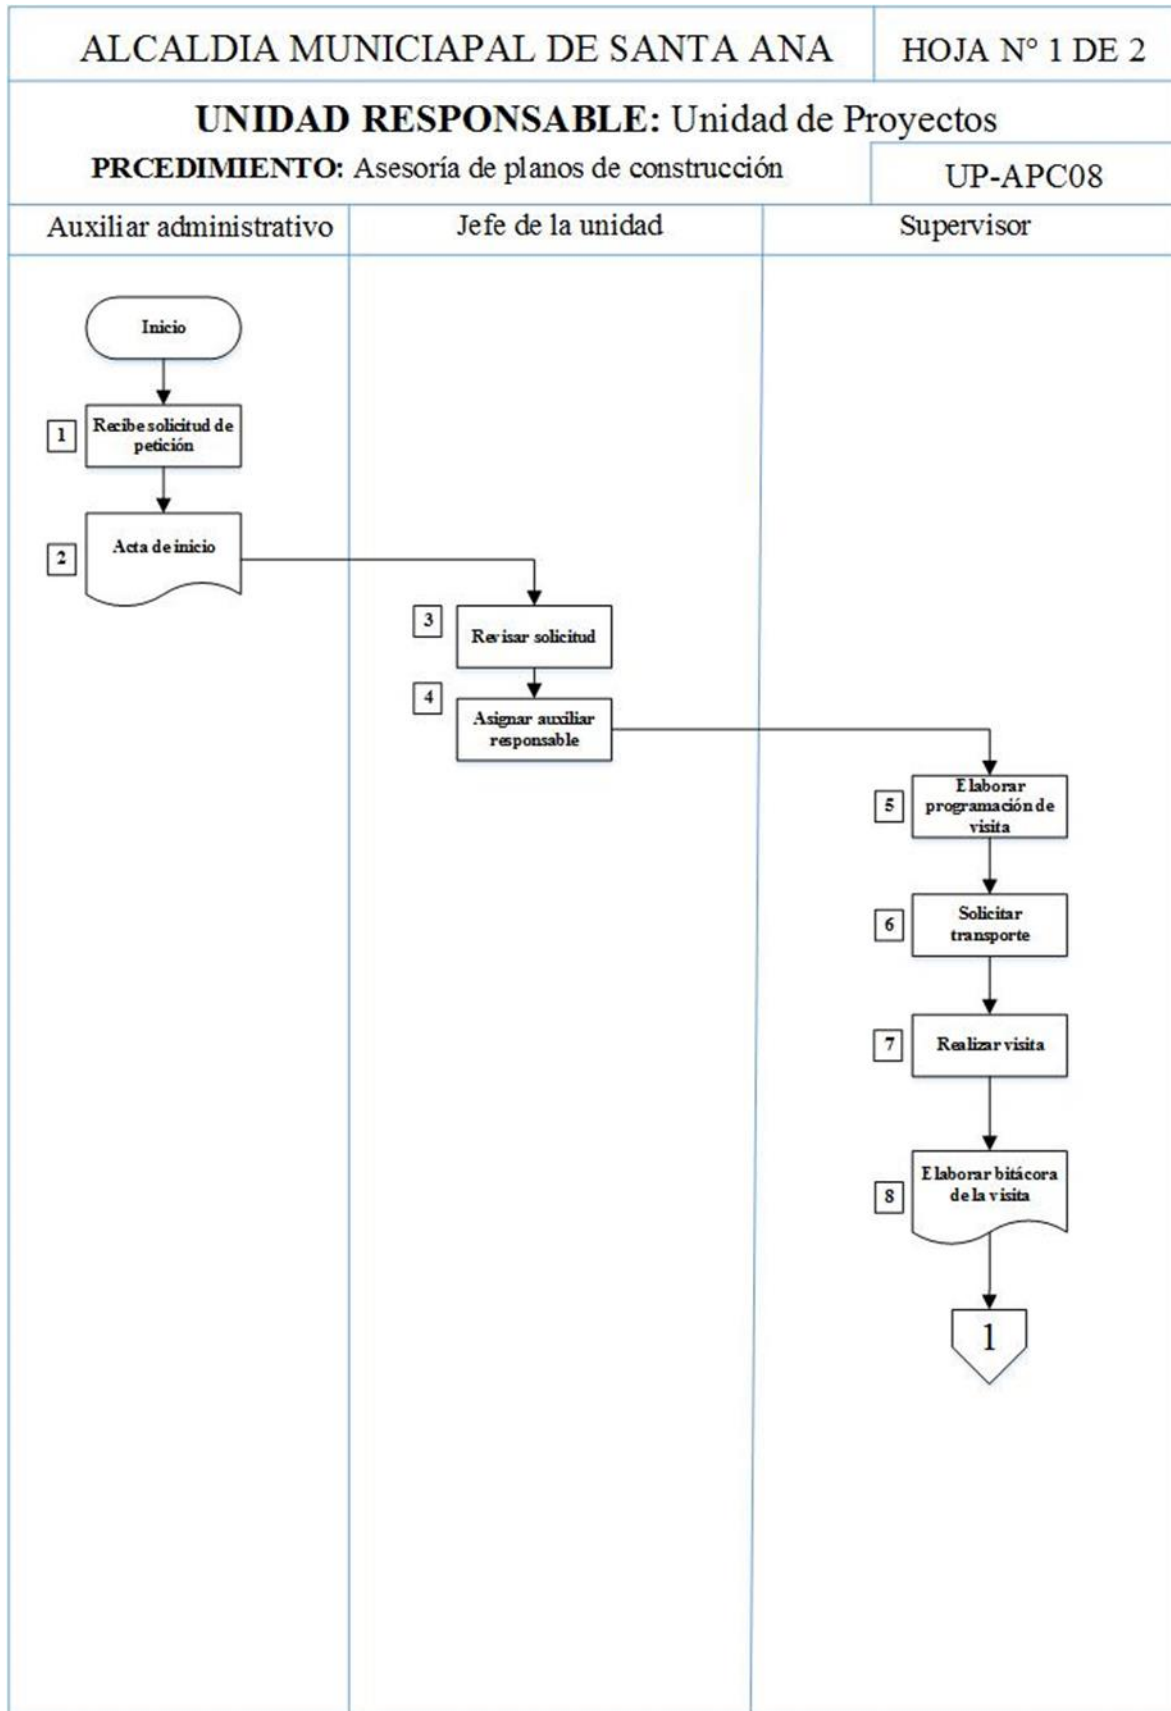 ALCALDIA MUNICIAPAL DE SANTA ANA
HOJA N° 1 DE 2
UNIDAD RESPONSABLE: Unidad de Proyectos
PRCEDIMIENTO: Asesoría de planos de construcción
UP-APC08
Auxiliar administrativo
Jefe de la unidad
Supervisor
Inicio
1
Recibe solicitud de
petición
2
Acta de inicio
3
Revisar solicitud
4
Asignar auxiliar
responsable
5
Elaborar
programación de
visita
6
Solicitar
transporte
7
Realizar visita
8
Elaborar bitácora
de la visita
1